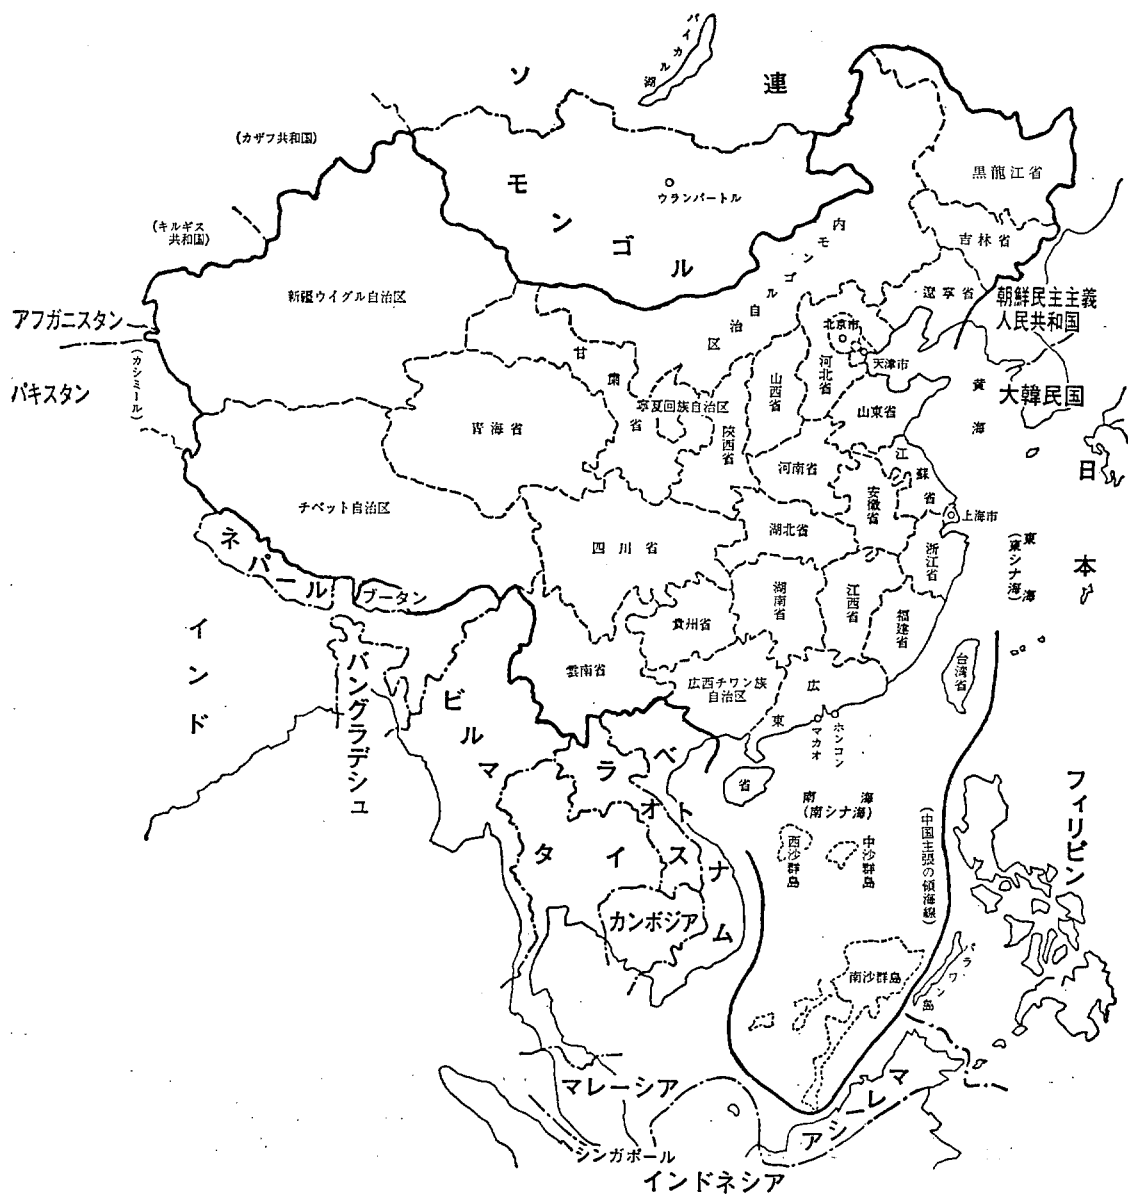 バイカル湖
ソ連
(カザフ共和国)
モンゴル
ウランバートル
黒龍江省
(キルギス
共和国)
吉林省
内モンゴル自治区
遼寧省
新疆ウイグル自治区
朝鮮民主主義
人民共和国
アフガニスタン
北京市
甘粛省
天津市
(カシミール)
パキスタン
河北省
山西省
黄海
大韓民国
寧夏回族自治区
山東省
青海省
陝西省
日本
河南省
江蘇省
安徽省
チベット自治区
上海市
湖北省
東海
(東シナ海)
四川省
浙江省
ネパール
ブータン
湖南省
江西省
福建省
貴州省
インド
台湾省
雲南省
バングラデシュ
広西チワン族
自治区
広東省
ビルマ
ホンコン
マカオ
ラオス
ベトナム
フィリピン
南海
(南シナ海)
(中国主張の領海線)
西沙群島
中沙群島
タイ
カンボジア
南沙群島
パラワン島
マレーシア
マレーシア
シンガポール
インドネシア